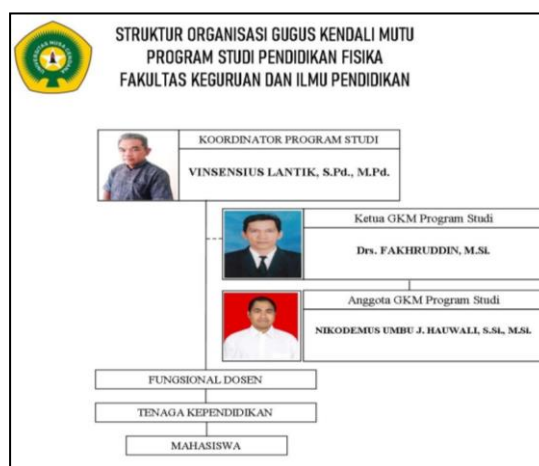 STRUKTUR ORGANISASI GUGUS KENDALI MUTU
PROGRAM STUDI PENDIDIKAN FISIKA
FAKULTAS KEGURUAN DAN ILMU PENDIDIKAN
KOORDINATOR PROGRAM STUDI
VINSENSIUS LANTIK, S.Pd., M.Pd.
Ketua GKM Program Studi
Drs. FAKHRUDDIN, M.Si.
Anggota GKM Program Studi
NIKODEMUS UMBU J. HAUWALI, S.Si., M.Si.
FUNGSIONAL DOSEN
TENAGA KEPENDIDIKAN
MAHASISWA